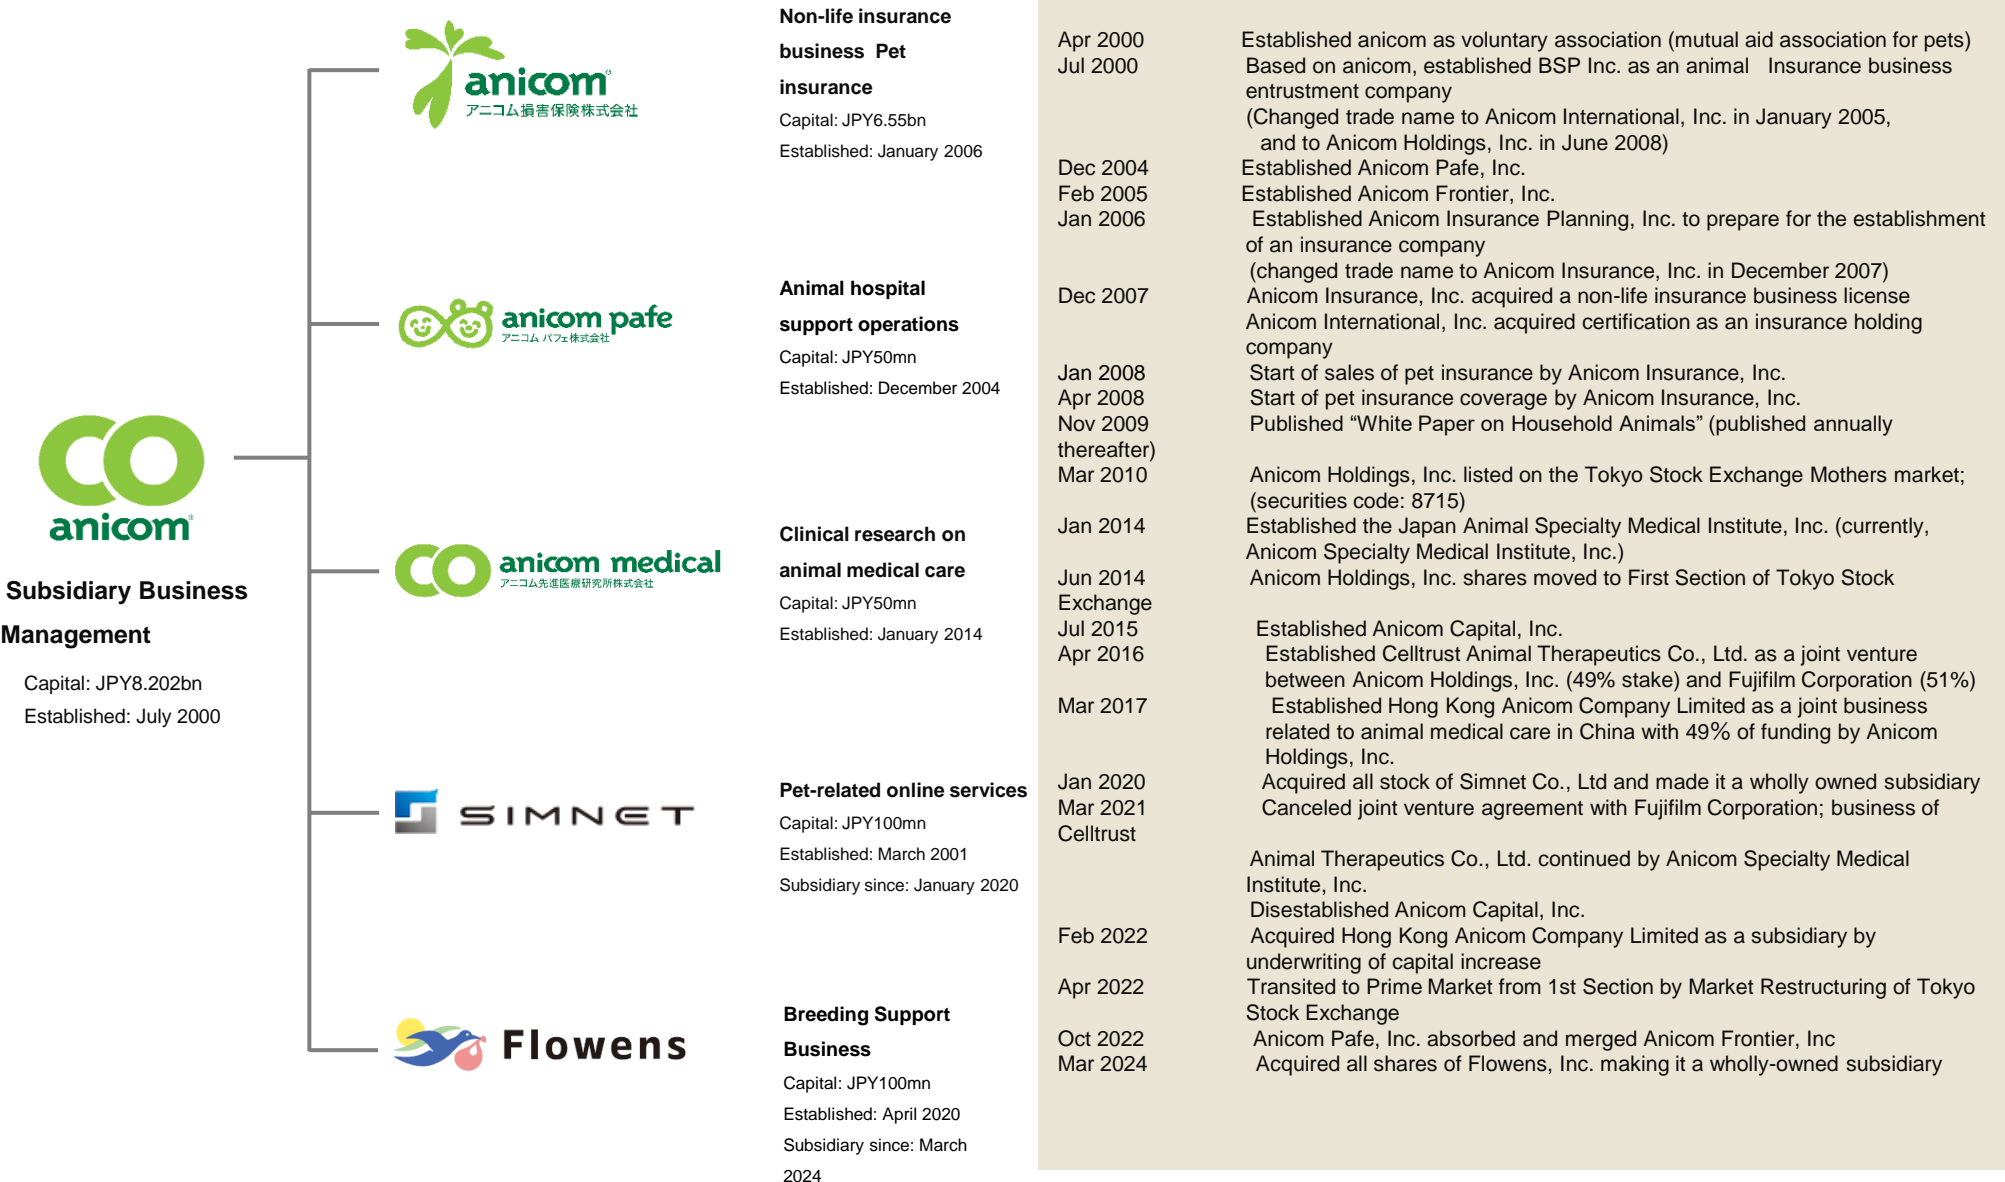 anicom
Subsidiary Business
Management
Capital: JPY8.202bn
Established: July 2000
anicom
アニコム損害保険株式会社
Non-life insurance
business Pet
insurance
Capital: JPY6.55bn
Established: January 2006
anicom pafe
アニコム パフェ株式会社
Animal hospital
support operations
Capital: JPY50mn
Established: December 2004
anicom medical
アニコム先進医療研究所株式会社
Clinical research on
animal medical care
Capital: JPY50mn
Established: January 2014
SIMNET
Pet-related online services
Capital: JPY100mn
Established: March 2001
Subsidiary since: January 2020
Flowens
Breeding Support
Business
Capital: JPY100mn
Established: April 2020
Subsidiary since: March
2024
Apr 2000 Established anicom as voluntary association (mutual aid association for pets)
Jul 2000 Based on anicom, established BSP Inc. as an animal Insurance business
entrustment company
(Changed trade name to Anicom International, Inc. in January 2005,
and to Anicom Holdings, Inc. in June 2008)
Dec 2004 Established Anicom Pafe, Inc.
Feb 2005 Established Anicom Frontier, Inc.
Jan 2006 Established Anicom Insurance Planning, Inc. to prepare for the establishment
of an insurance company
(changed trade name to Anicom Insurance, Inc. in December 2007)
Dec 2007 Anicom Insurance, Inc. acquired a non-life insurance business license
Anicom International, Inc. acquired certification as an insurance holding
company
Jan 2008 Start of sales of pet insurance by Anicom Insurance, Inc.
Apr 2008 Start of pet insurance coverage by Anicom Insurance, Inc.
Nov 2009 Published “White Paper on Household Animals” (published annually
thereafter)
Mar 2010 Anicom Holdings, Inc. listed on the Tokyo Stock Exchange Mothers market;
(securities code: 8715)
Jan 2014 Established the Japan Animal Specialty Medical Institute, Inc. (currently,
Anicom Specialty Medical Institute, Inc.)
Jun 2014 Anicom Holdings, Inc. shares moved to First Section of Tokyo Stock
Exchange
Jul 2015 Established Anicom Capital, Inc.
Apr 2016 Established Celltrust Animal Therapeutics Co., Ltd. as a joint venture
between Anicom Holdings, Inc. (49% stake) and Fujifilm Corporation (51%)
Mar 2017 Established Hong Kong Anicom Company Limited as a joint business
related to animal medical care in China with 49% of funding by Anicom
Holdings, Inc.
Jan 2020 Acquired all stock of Simnet Co., Ltd and made it a wholly owned subsidiary
Mar 2021 Canceled joint venture agreement with Fujifilm Corporation; business of
Celltrust
Animal Therapeutics Co., Ltd. continued by Anicom Specialty Medical
Institute, Inc.
Disestablished Anicom Capital, Inc.
Feb 2022 Acquired Hong Kong Anicom Company Limited as a subsidiary by
underwriting of capital increase
Apr 2022 Transited to Prime Market from 1st Section by Market Restructuring of Tokyo
Stock Exchange
Oct 2022 Anicom Pafe, Inc. absorbed and merged Anicom Frontier, Inc
Mar 2024 Acquired all shares of Flowens, Inc. making it a wholly-owned subsidiary